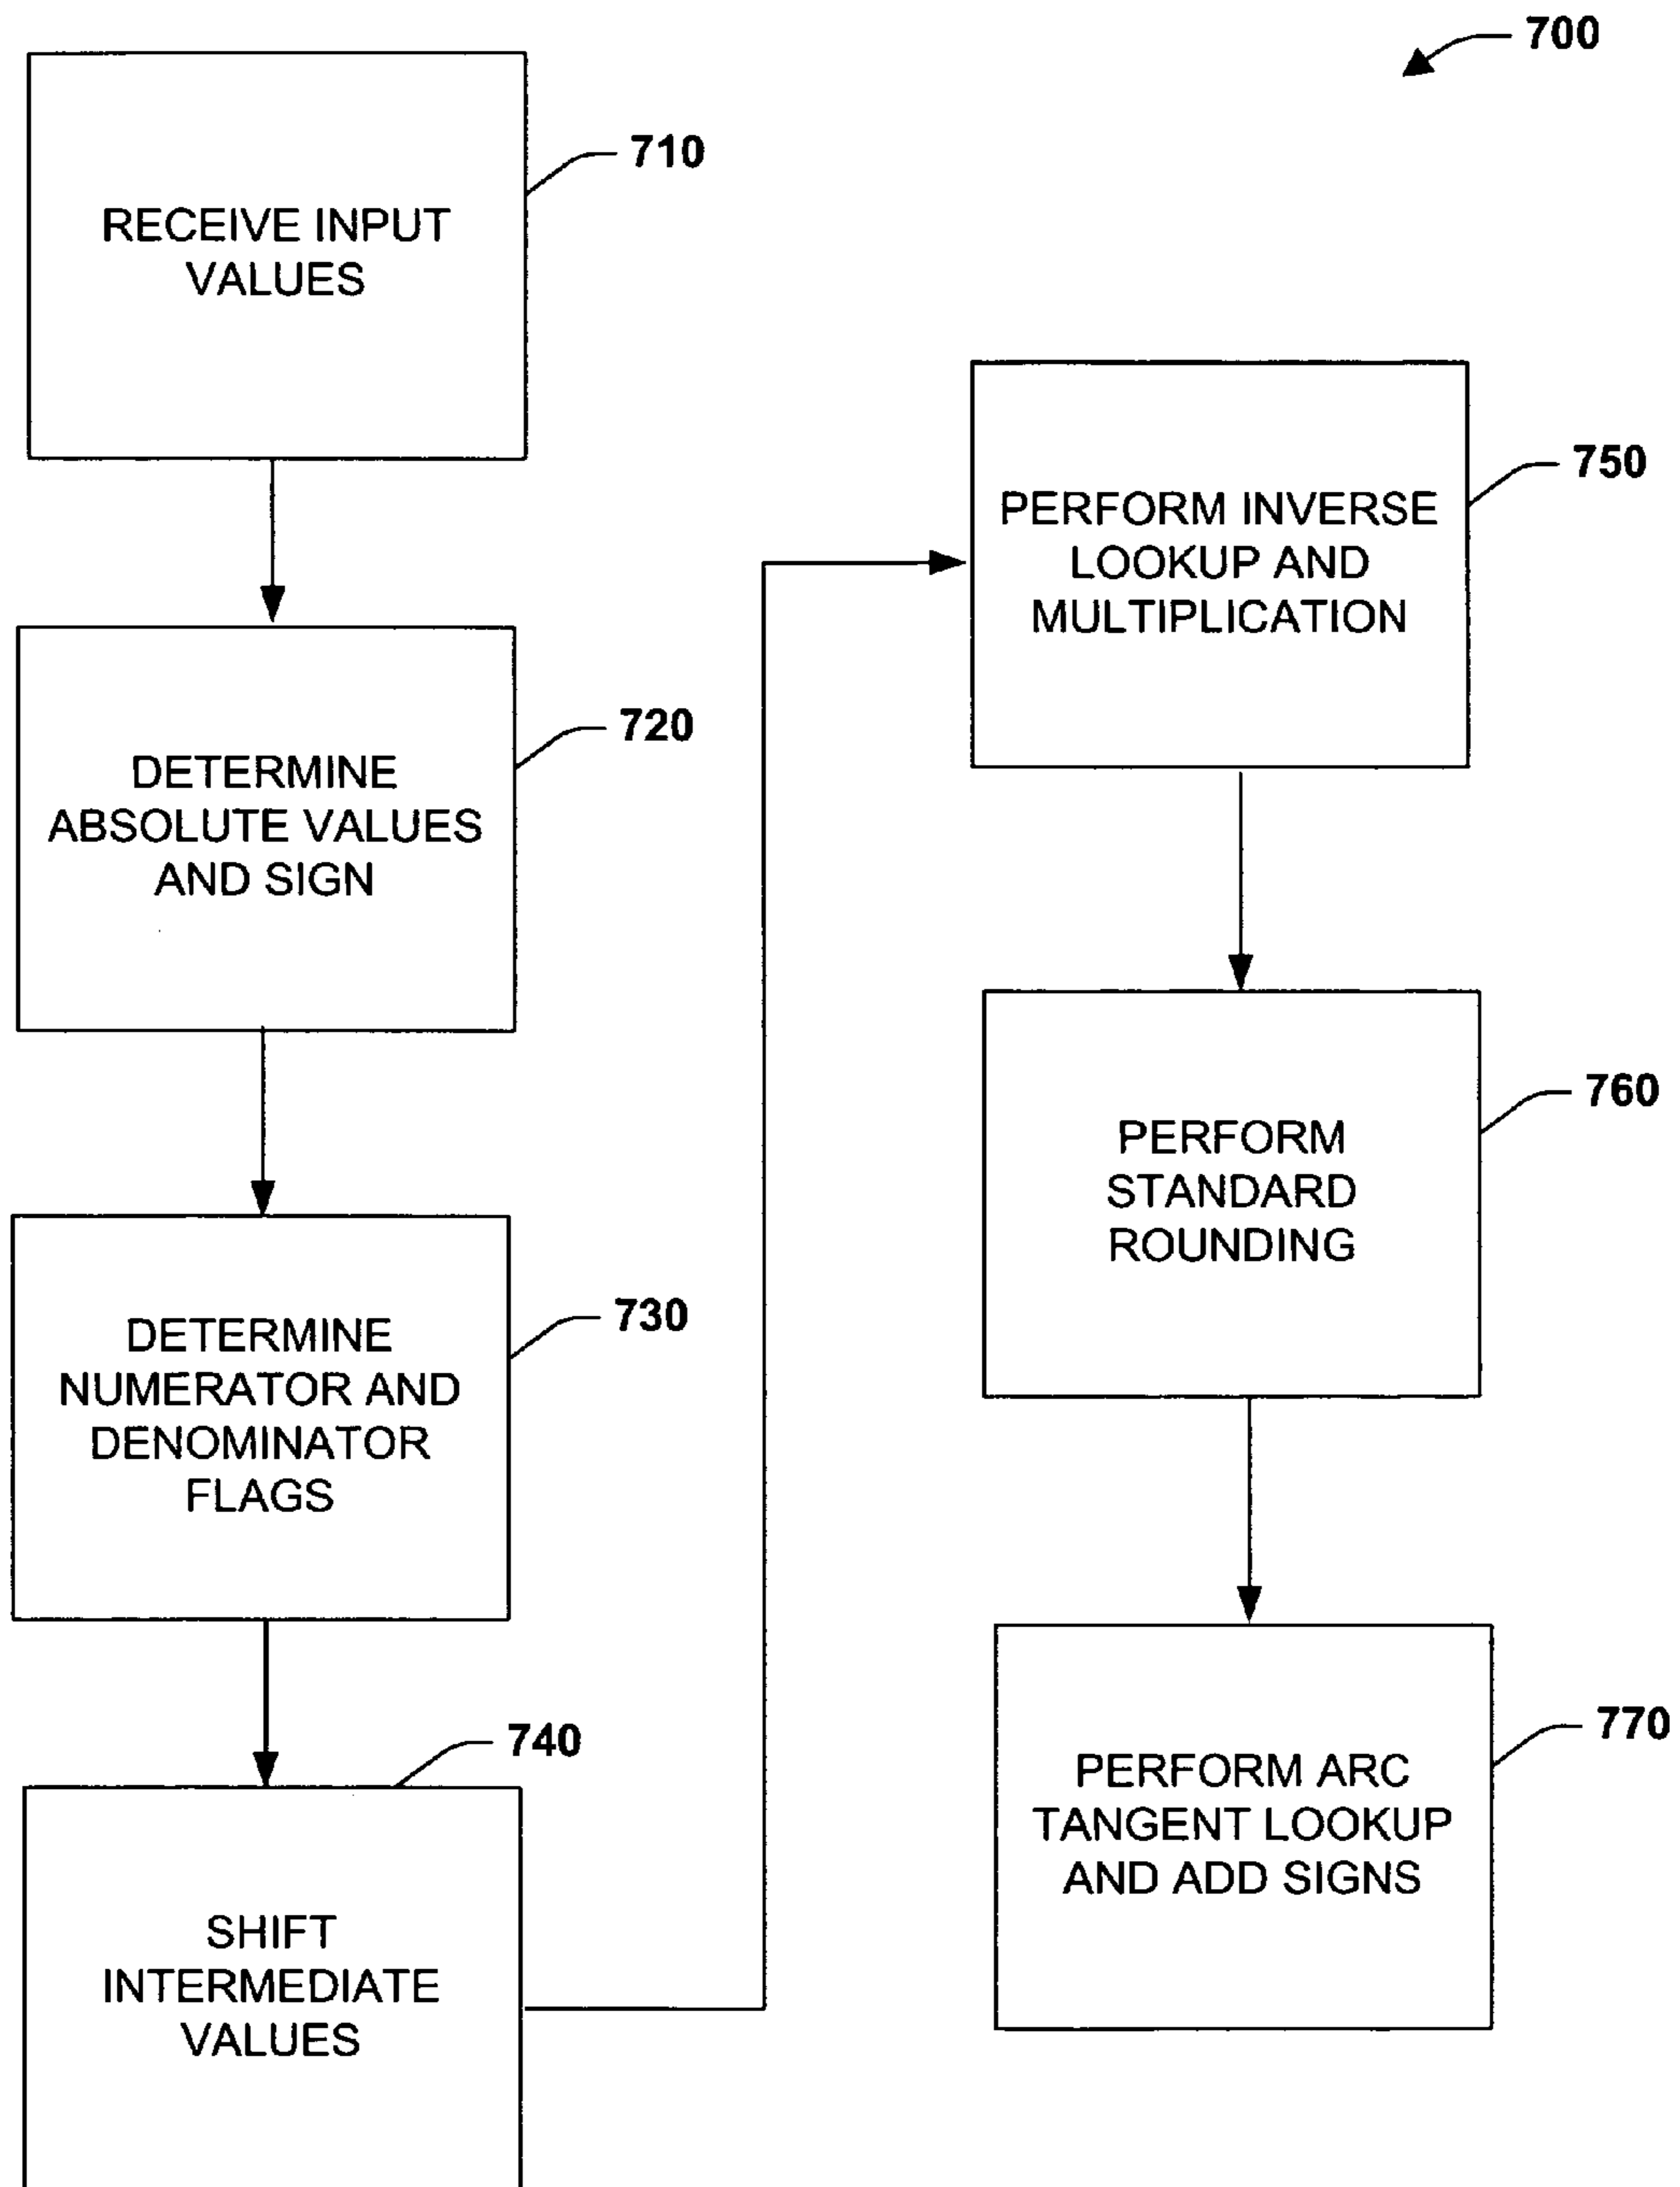 700
710
RECEIVE INPUT
VALUES
720
DETERMINE
ABSOLUTE VALUES
AND SIGN
730
DETERMINE
NUMERATOR AND
DENOMINATOR
FLAGS
740
SHIFT
INTERMEDIATE
VALUES
750
PERFORM INVERSE
LOOKUP AND
MULTIPLICATION
760
PERFORM
STANDARD
ROUNDING
770
PERFORM ARC
TANGENT LOOKUP
AND ADD SIGNS